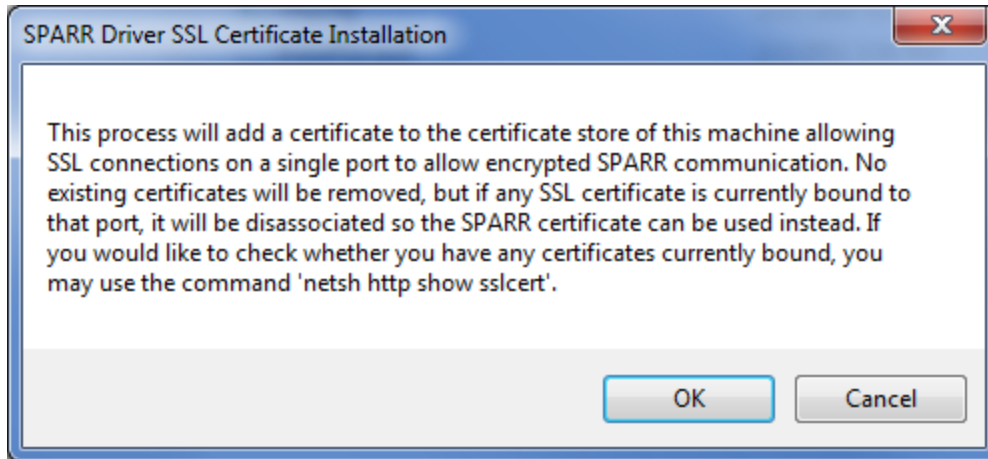 SPARR Driver SSL Certificate Installation
This process will add a certificate to the certificate store of this machine allowing
SSL connections on a single port to allow encrypted SPARR communication. No
existing certificates will be removed, but if any SSL certificate is currently bound to
that port, it will be disassociated so the SPARR certificate can be used instead. If
you would like to check whether you have any certificates currently bound, you
may use the command 'netsh http show sslcert'.
OK Cancel